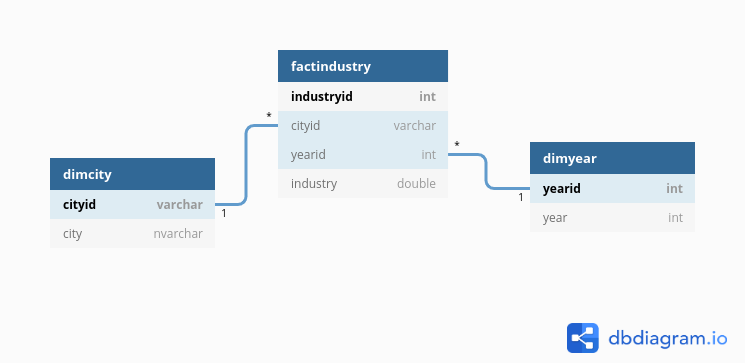 factindustry
industryid int
cityid varchar
yearid int
industry double
*
*
dimcity
cityid varchar
city nvarchar
1
dimyear
yearid int
year int
1
dbdiagram.io